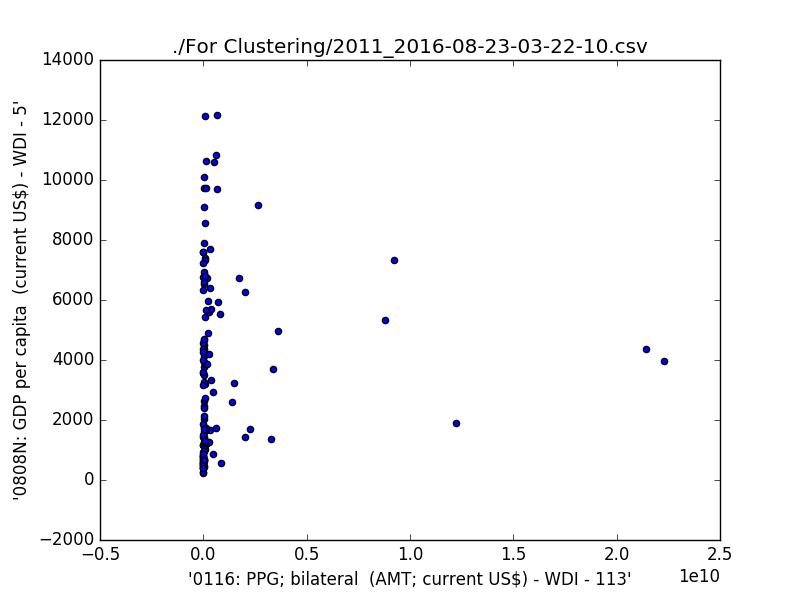 ./For Clustering/2011_2016-08-23-03-22-10.csv
14000
12000
10000
8000
6000
4000
2000
0
−2000
'0808N: GDP per capita  (current US$) - WDI - 5'
−0.5 0.0 0.5 1.0 1.5 2.0 2.5
1e10
'0116: PPG; bilateral  (AMT; current US$) - WDI - 113'